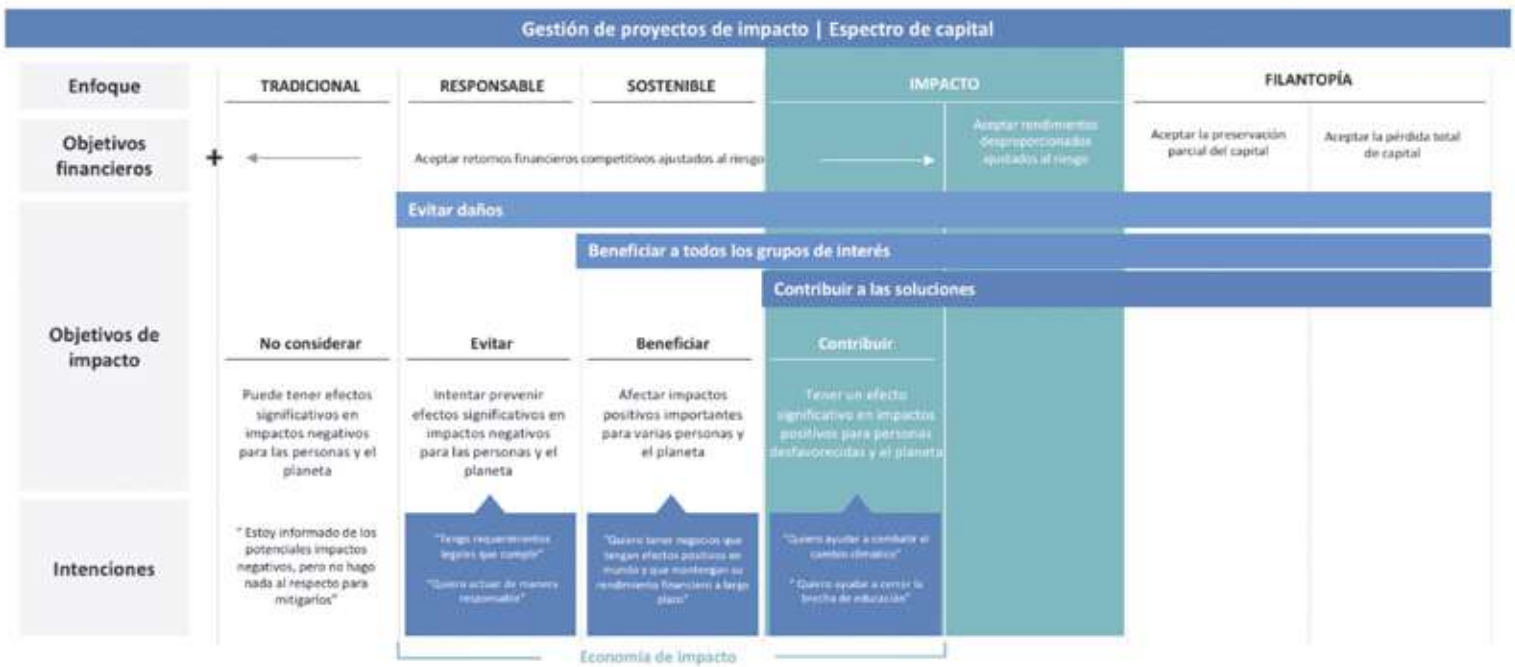 Gestión de proyectos de impacto | Espectro de capital
Enfoque
TRADICIONAL
RESPONSABLE
SOSTENIBLE
IMPACTO
FILANTOPÍA
Objetivos
financieros
+
Aceptar retornos financieros competitivos ajustados al riesgo
Aceptar rendimientos
desproporcionados
ajustados al riesgo
Aceptar la preservación
parcial del capital
Aceptar la pérdida total
de capital
Evitar daños
Beneficiar a todos los grupos de interés
Contribuir a las soluciones
Objetivos de
impacto
No considerar
Puede tener efectos
significativos en
impactos negativos
para las personas y el
planeta
Evitar
Intentar prevenir
efectos significativos en
impactos negativos
para las personas y el
planeta
Beneficiar
Afectar impactos
positivos importantes
para varias personas y
el planeta
Contribuir
Tener un efecto
significativo en impactos
positivos para personas
desfavorecidas y el planeta
Intenciones
" Estoy informado de los
potenciales impactos
negativos, pero no hago
nada al respecto para
mitigarlos"
"Tengo requerimientos
legales que cumplir"
"Quiero actuar de manera
responsable"
"Quiero tener negocios que
tengan efectos positivos en
mundo y que mantengan su
rendimiento financiero a largo
plazo"
"Quiero ayudar a combatir el
cambio climático"
" Quiero ayudar a cerrar la
brecha de educación"
Economía de impacto